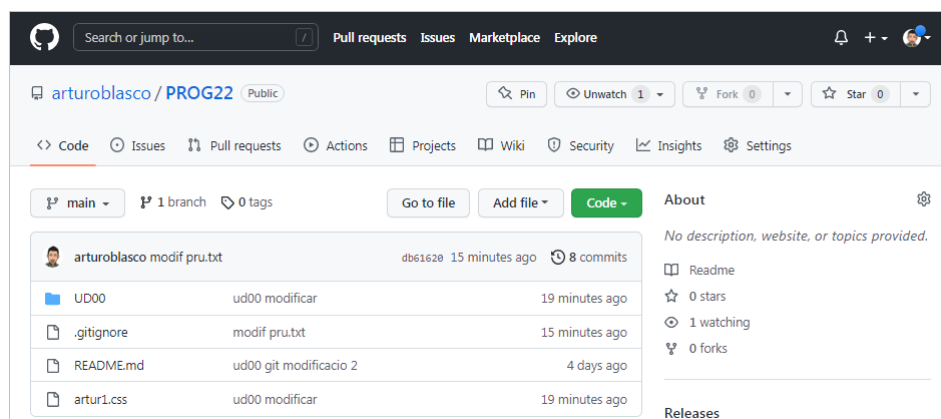 Search or jump to... / Pull requests Issues Marketplace Explore
arturoblasco / PROG22 Public Pin Unwatch 1 Fork 0 Star 0
Code Issues Pull requests Actions Projects Wiki Security Insights Settings
main 1 branch 0 tags Go to file Add file Code
arturoblasco modif pru.txt db61620 15 minutes ago 8 commits
UD00 ud00 modificar 19 minutes ago
.gitignore modif pru.txt 15 minutes ago
README.md ud00 git modificacio 2 4 days ago
artur1.css ud00 modificar 19 minutes ago
About
No description, website, or topics provided.
Readme
0 stars
1 watching
0 forks
Releases